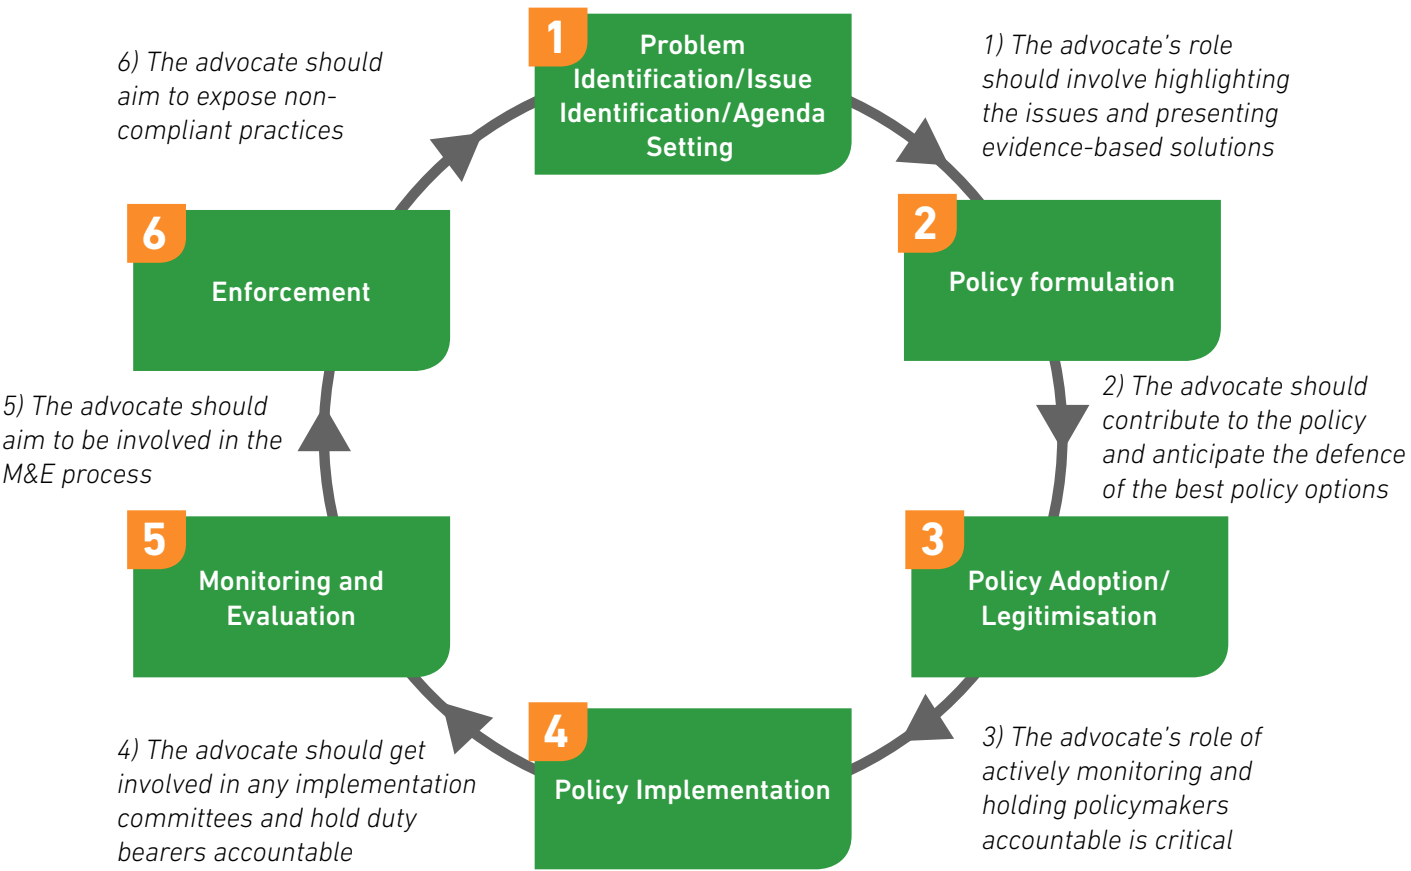 1
Problem
Identification/Issue
Identification/Agenda
Setting
1) The advocate’s role
should involve highlighting
the issues and presenting
evidence-based solutions
2
Policy formulation
2) The advocate should
contribute to the policy
and anticipate the defence
of the best policy options
3
Policy Adoption/
Legitimisation
3) The advocate’s role of
actively monitoring and
holding policymakers
accountable is critical
4
Policy Implementation
4) The advocate should get
involved in any implementation
committees and hold duty
bearers accountable
5
Monitoring and
Evaluation
5) The advocate should
aim to be involved in the
M&E process
6
Enforcement
6) The advocate should
aim to expose non-
compliant practices